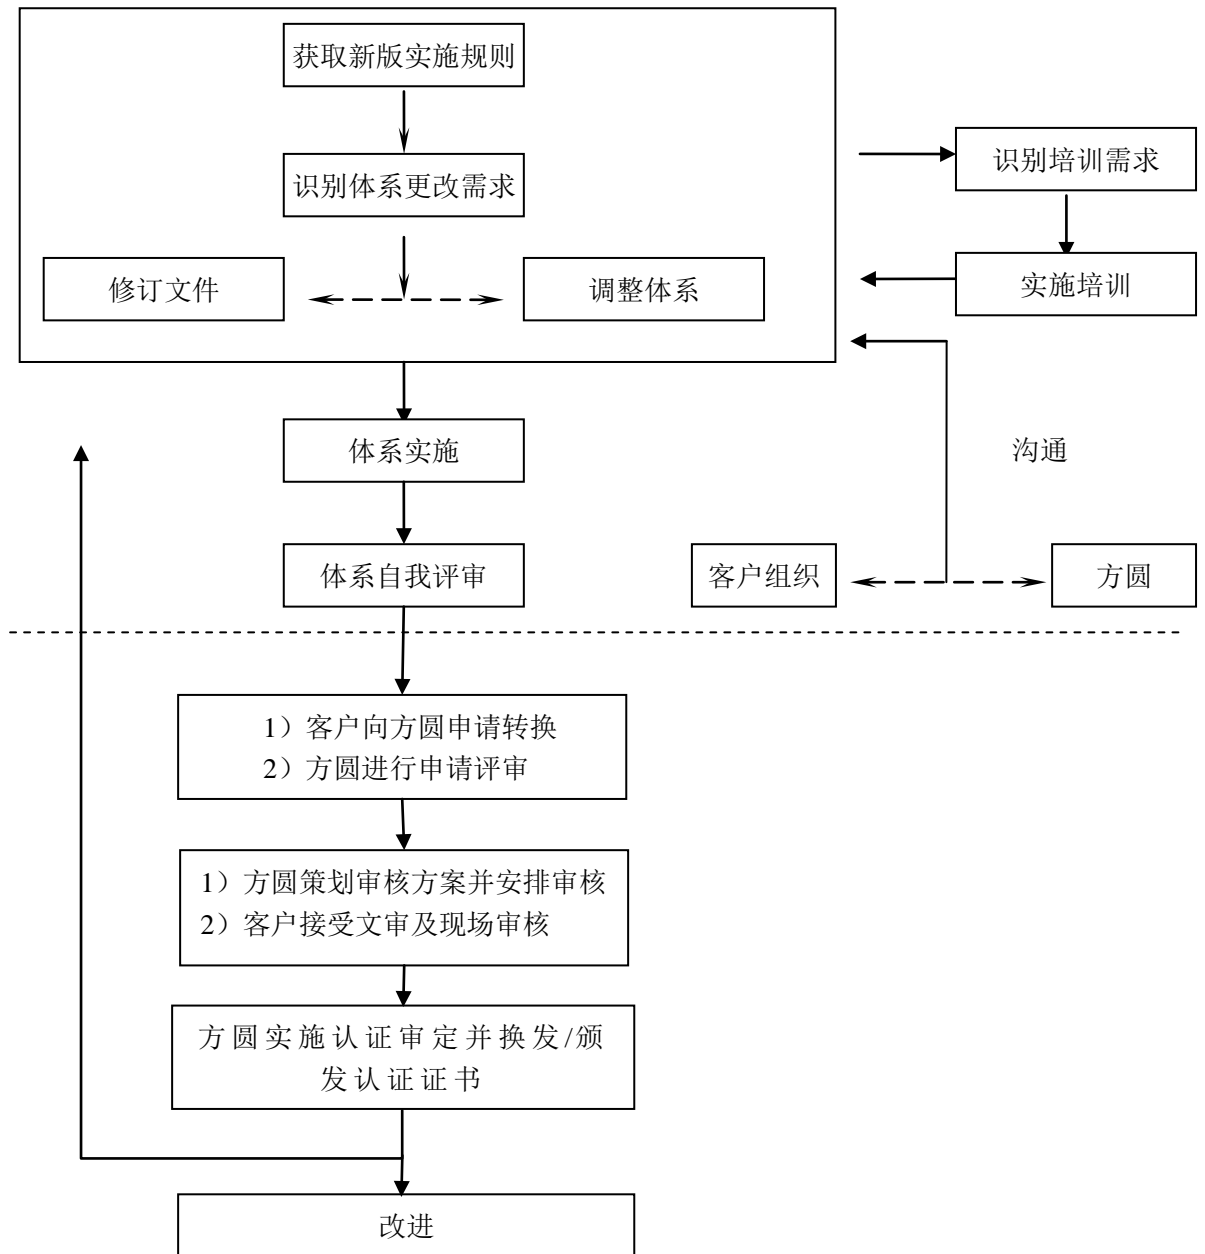 获取新版实施规则
识别体系更改需求
识别培训需求
修订文件
调整体系
实施培训
体系实施
沟通
体系自我评审
客户组织
方圆
1）客户向方圆申请转换
2）方圆进行申请评审
1）方圆策划审核方案并安排审核
2）客户接受文审及现场审核
方圆实施认证审定并换发/颁
发认证证书
改进